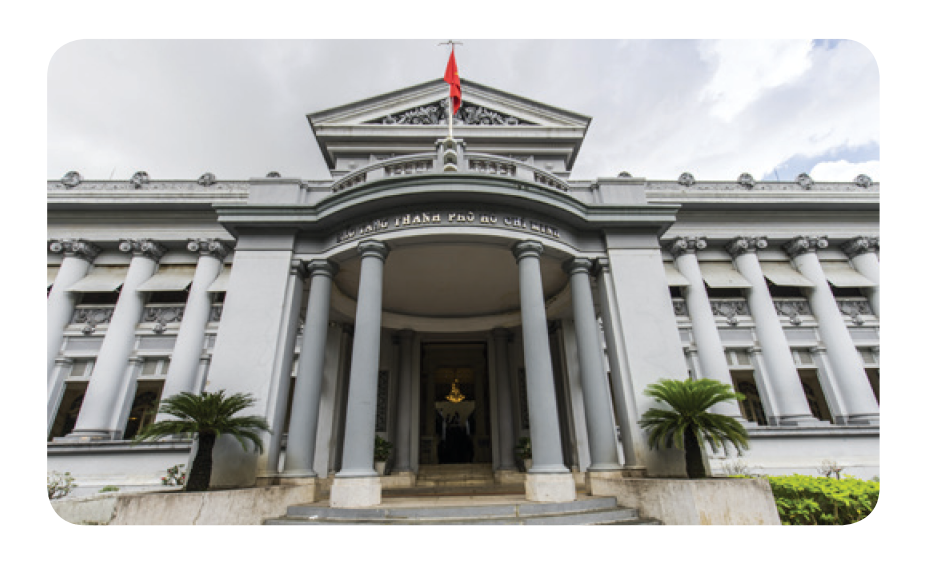 BẢO TÀNG THÀNH PHỐ HỒ CHÍ MINH